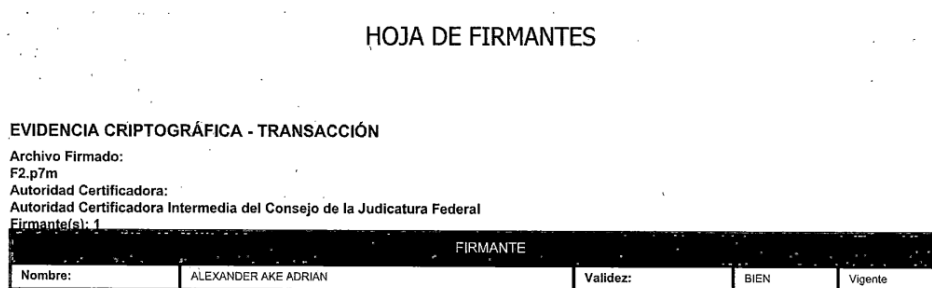 HOJA DE FIRMANTES
EVIDENCIA CRIPTOGRÁFICA - TRANSACCIÓN
Archivo Firmado:
F2.p7m
Autoridad Certificadora:
Autoridad Certificadora Intermedia del Consejo de la Judicatura Federal
Firmante(s): 1
FIRMANTE
Nombre: ALEXANDER AKE ADRIAN Validez: BIEN Vigente